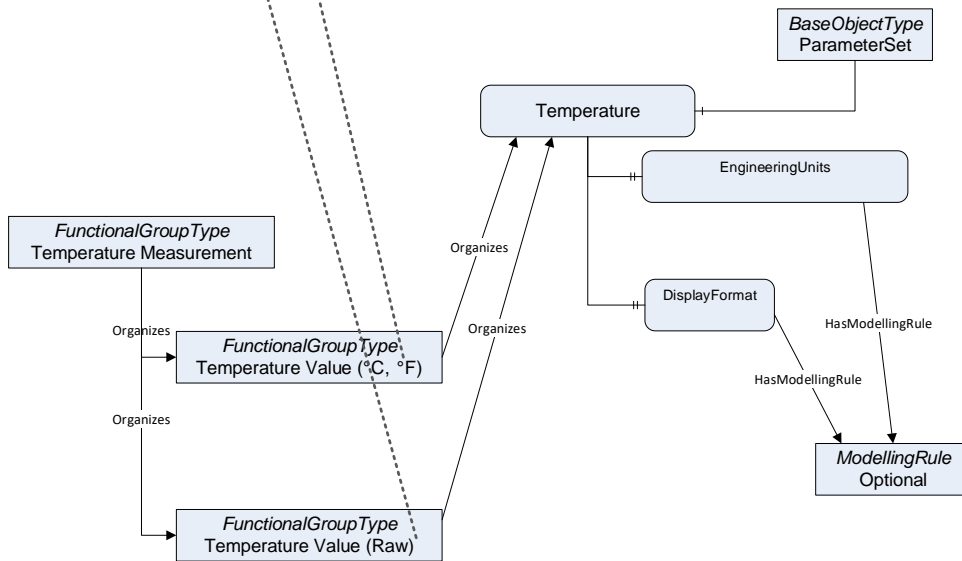 BaseObjectType
ParameterSet
Temperature
EngineeringUnits
FunctionalGroupType
Temperature Measurement
Organizes
DisplayFormat
Organizes
Organizes
HasModellingRule
FunctionalGroupType
Temperature Value (°C, °F)
HasModellingRule
Organizes
ModellingRule
Optional
FunctionalGroupType
Temperature Value (Raw)